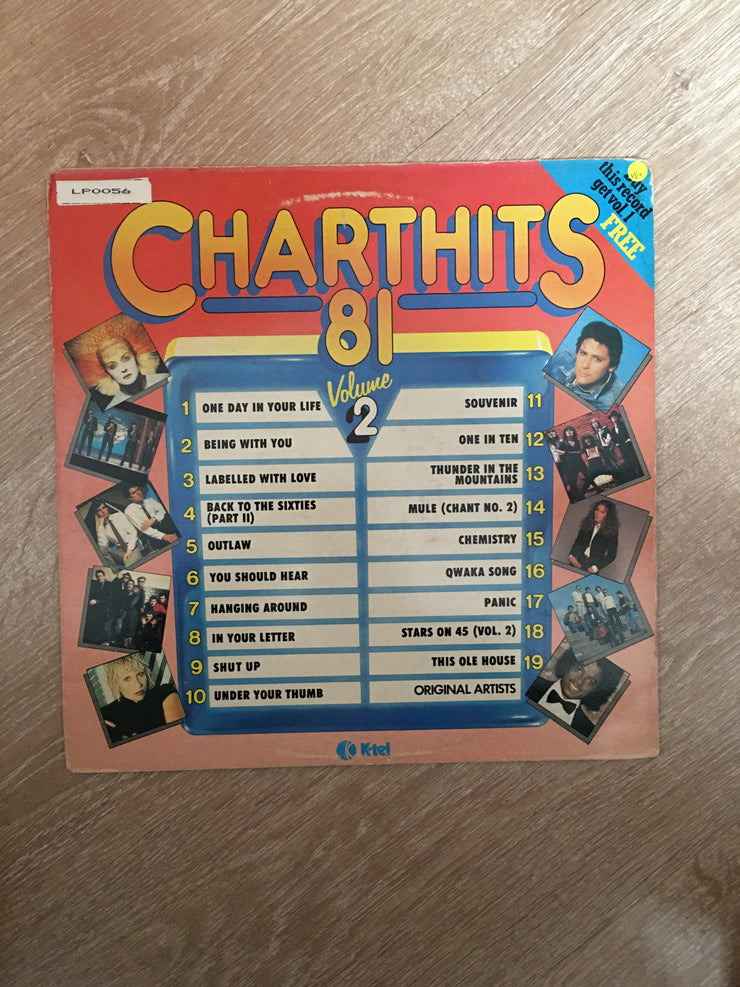 LP0056
VG+
Buy
this record
get vol. 1
FREE
CHARTHITS
81
Volume
2
1 ONE DAY IN YOUR LIFE
2 BEING WITH YOU
3 LABELLED WITH LOVE
4 BACK TO THE SIXTIES
(PART II)
5 OUTLAW
6 YOU SHOULD HEAR
7 HANGING AROUND
8 IN YOUR LETTER
9 SHUT UP
10 UNDER YOUR THUMB
SOUVENIR 11
ONE IN TEN 12
THUNDER IN THE
MOUNTAINS 13
MULE (CHANT NO. 2) 14
CHEMISTRY 15
QWAKA SONG 16
PANIC 17
STARS ON 45 (VOL. 2) 18
THIS OLE HOUSE 19
ORIGINAL ARTISTS
K-tel